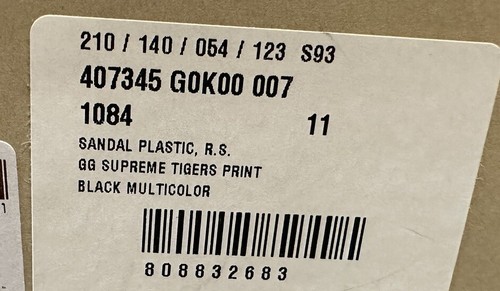 210 / 140 / 054 / 123 S93
407345 G0K00 007
1084 11
SANDAL PLASTIC, R.S.
GG SUPREME TIGERS PRINT
BLACK MULTICOLOR
808832683
1